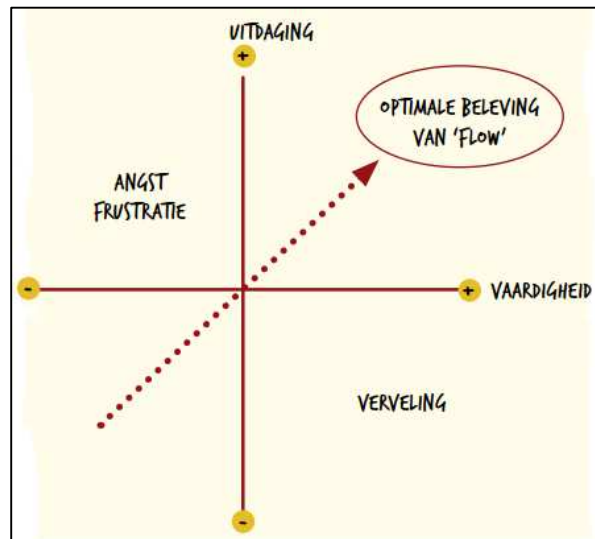 UITDAGING
+
OPTIMALE BELEVING
VAN 'FLOW'
ANGST
FRUSTRATIE
-
+
VAARDIGHEID
VERVELING
-